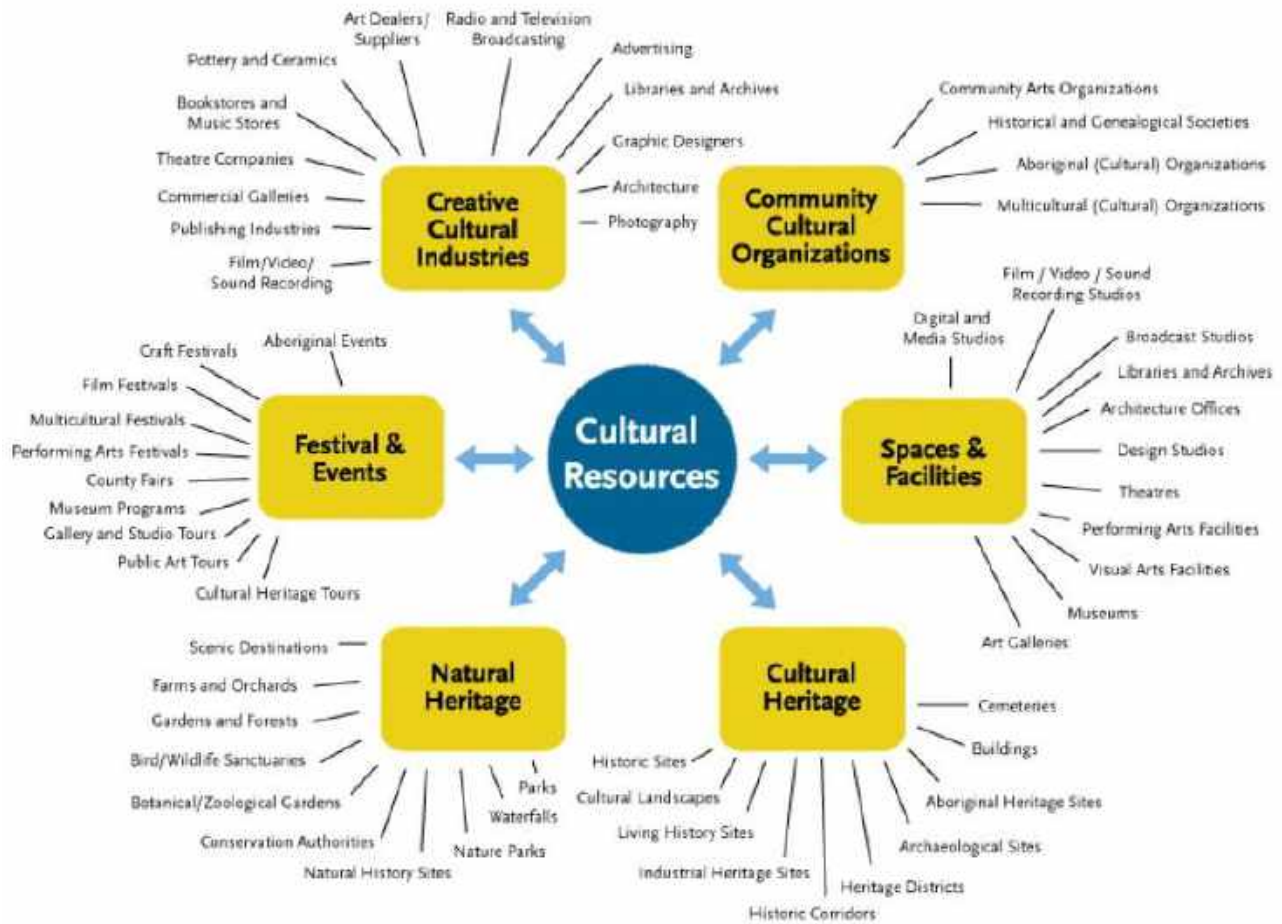 Art Dealers/
Suppliers
Radio and Television
Broadcasting
Pottery and Ceramics
Advertising
Bookstores and
Music Stores
Libraries and Archives
Theatre Companies
Graphic Designers
Commercial Galleries
Architecture
Publishing Industries
Photography
Film/Video/
Sound Recording
Creative
Cultural
Industries
Community Arts Organizations
Historical and Genealogical Societies
Aboriginal (Cultural) Organizations
Multicultural (Cultural) Organizations
Community
Cultural
Organizations
Aboriginal Events
Craft Festivals
Film Festivals
Multicultural Festivals
Performing Arts Festivals
County Fairs
Museum Programs
Gallery and Studio Tours
Public Art Tours
Cultural Heritage Tours
Festival &
Events
Cultural
Resources
Film / Video / Sound
Recording Studios
Digital and
Media Studios
Broadcast Studios
Libraries and Archives
Architecture Offices
Design Studios
Theatres
Performing Arts Facilities
Visual Arts Facilities
Museums
Art Galleries
Spaces &
Facilities
Scenic Destinations
Farms and Orchards
Gardens and Forests
Bird/Wildlife Sanctuaries
Botanical/Zoological Gardens
Conservation Authorities
Natural History Sites
Nature Parks
Waterfalls
Parks
Natural
Heritage
Cultural
Heritage
Cemeteries
Buildings
Historic Sites
Cultural Landscapes
Living History Sites
Industrial Heritage Sites
Historic Corridors
Heritage Districts
Archaeological Sites
Aboriginal Heritage Sites